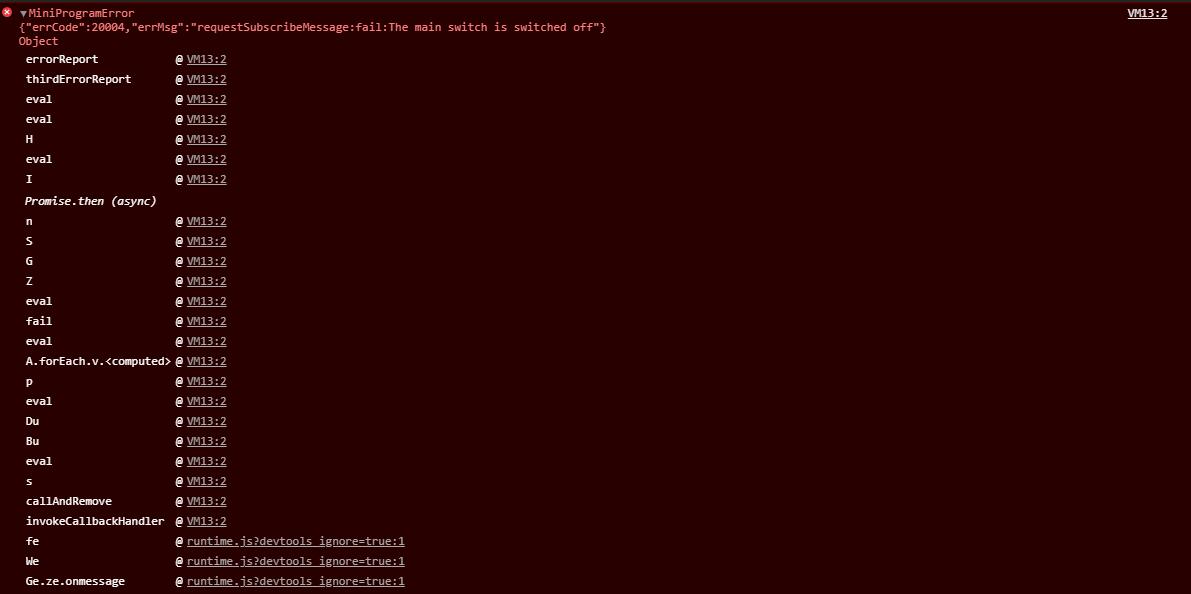 ▼MiniProgramError VM13:2
{"errCode":20004,"errMsg":"requestSubscribeMessage:fail:The main switch is switched off"}
Object
errorReport @ VM13:2
thirdErrorReport @ VM13:2
eval @ VM13:2
eval @ VM13:2
H @ VM13:2
eval @ VM13:2
I @ VM13:2
Promise.then (async)
n @ VM13:2
S @ VM13:2
G @ VM13:2
Z @ VM13:2
eval @ VM13:2
fail @ VM13:2
eval @ VM13:2
A.forEach.v.<computed> @ VM13:2
p @ VM13:2
eval @ VM13:2
Du @ VM13:2
Bu @ VM13:2
eval @ VM13:2
s @ VM13:2
callAndRemove @ VM13:2
invokeCallbackHandler @ VM13:2
fe @ runtime.js?devtools_ignore=true:1
We @ runtime.js?devtools_ignore=true:1
Ge.ze.onmessage @ runtime.js?devtools_ignore=true:1